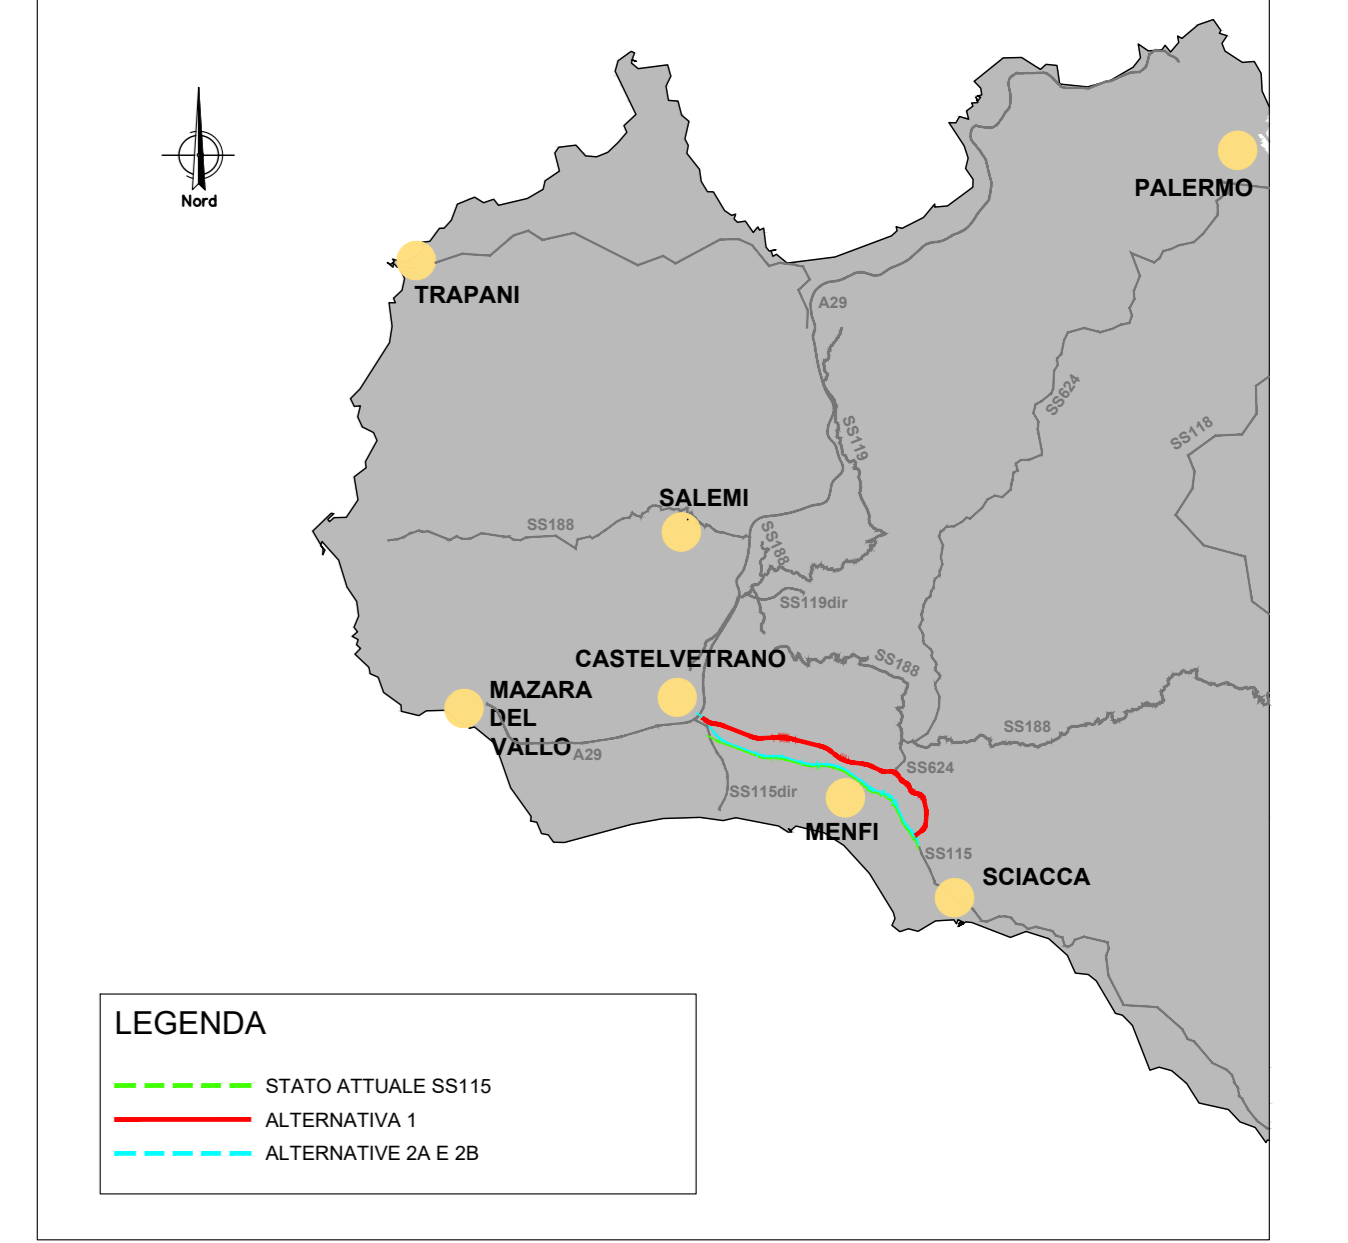 PALERMO
Nord
TRAPANI
A29
SS624
SS119
SS118
SALEMI
SS188
SS188
SS119dir
CASTELVETRANO
SS188
MAZARA
DEL
VALLO
A29
SS188
SS624
SS115dir
MENFI
SS115
SCIACCA
LEGENDA
STATO ATTUALE SS115
ALTERNATIVA 1
ALTERNATIVE 2A E 2B